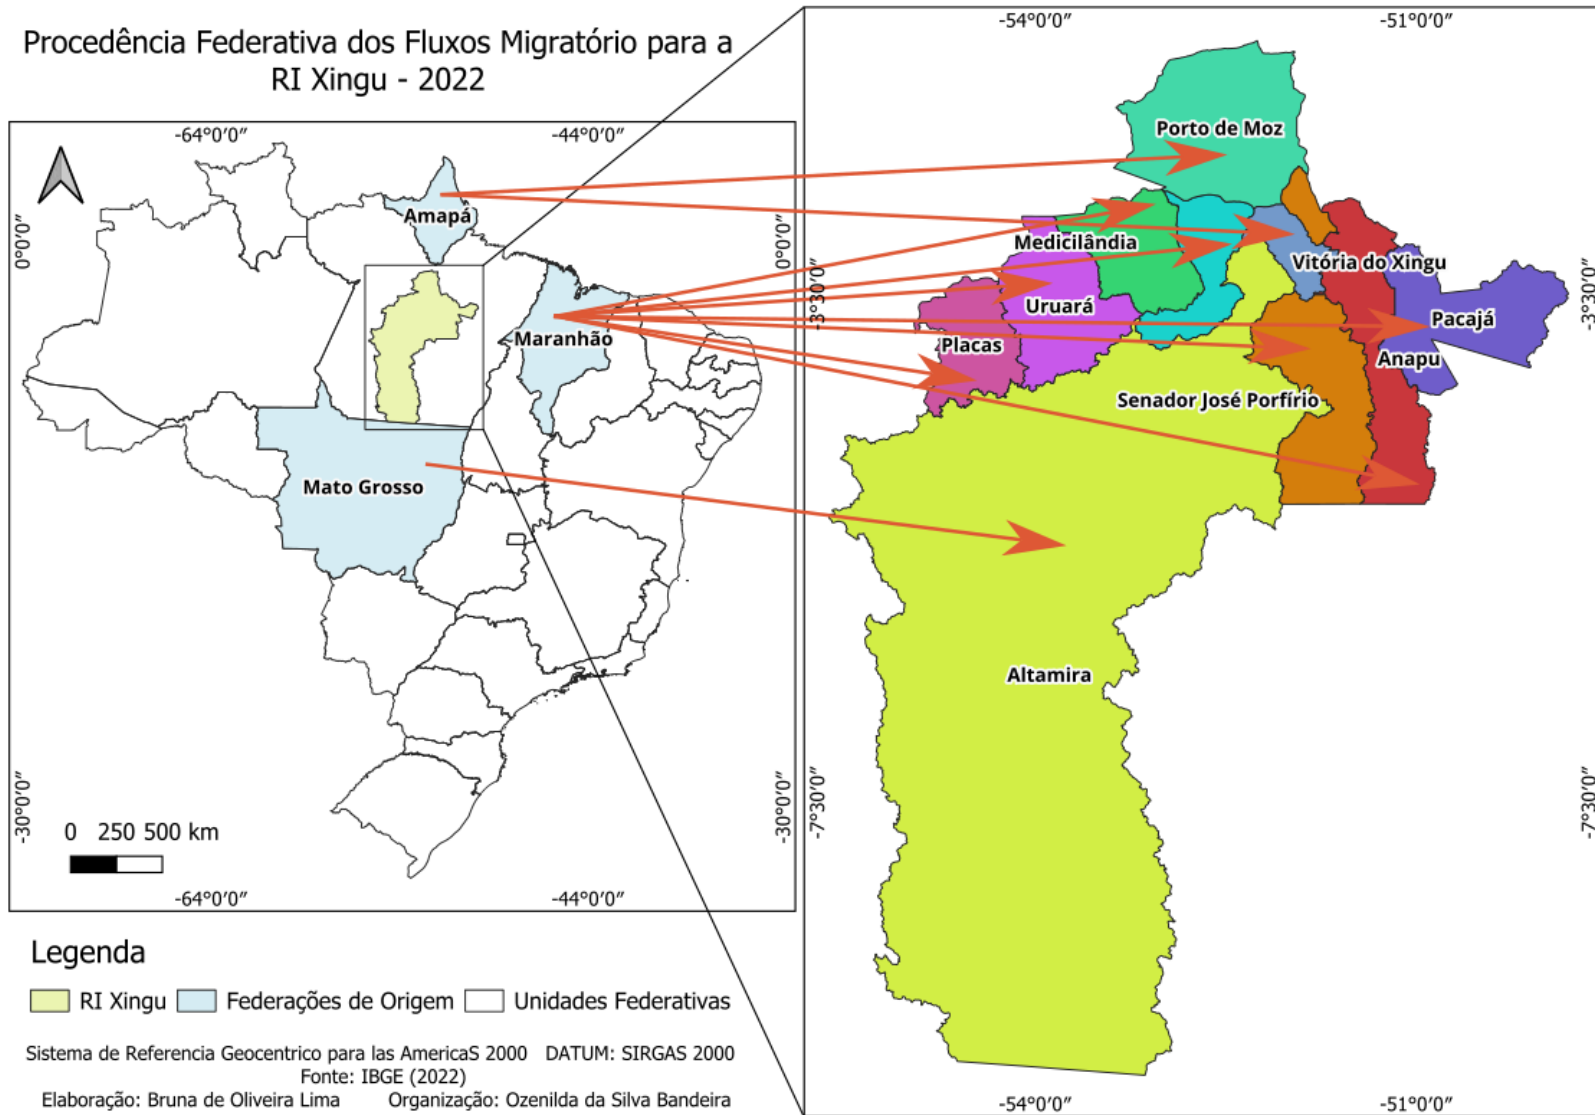 Procedência Federativa dos Fluxos Migratório para a
RI Xingu - 2022
-64°0′0″
-44°0′0″
0°0′0″
0°0′0″
Amapá
Maranhão
Mato Grosso
-30°0′0″
-30°0′0″
0 250 500 km
-64°0′0″
-44°0′0″
-54°0′0″
-51°0′0″
-3°30′0″
-3°30′0″
Porto de Moz
Medicilândia
Vitória do Xingu
Uruará
Pacajá
Placas
Anapu
Senador José Porfírio
Altamira
-7°30′0″
-7°30′0″
-54°0′0″
-51°0′0″
Legenda
RI Xingu Federações de Origem Unidades Federativas
Sistema de Referencia Geocentrico para las AmericaS 2000 DATUM: SIRGAS 2000
Fonte: IBGE (2022)
Elaboração: Bruna de Oliveira Lima Organização: Ozenilda da Silva Bandeira